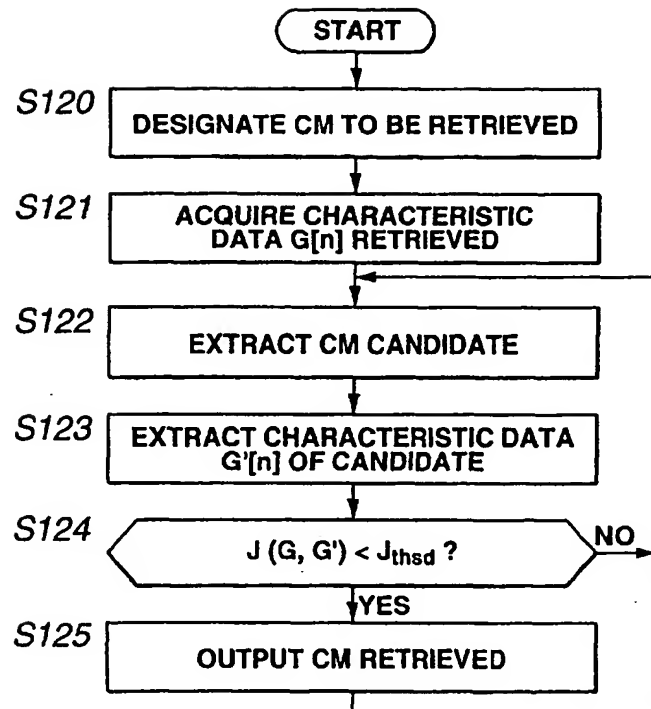 START
S120
DESIGNATE CM TO BE RETRIEVED
S121
ACQUIRE CHARACTERISTIC
DATA G[n] RETRIEVED
S122
EXTRACT CM CANDIDATE
S123
EXTRACT CHARACTERISTIC DATA
G'[n] OF CANDIDATE
S124
J (G, G') < Jthsd ?
NO
YES
S125
OUTPUT CM RETRIEVED